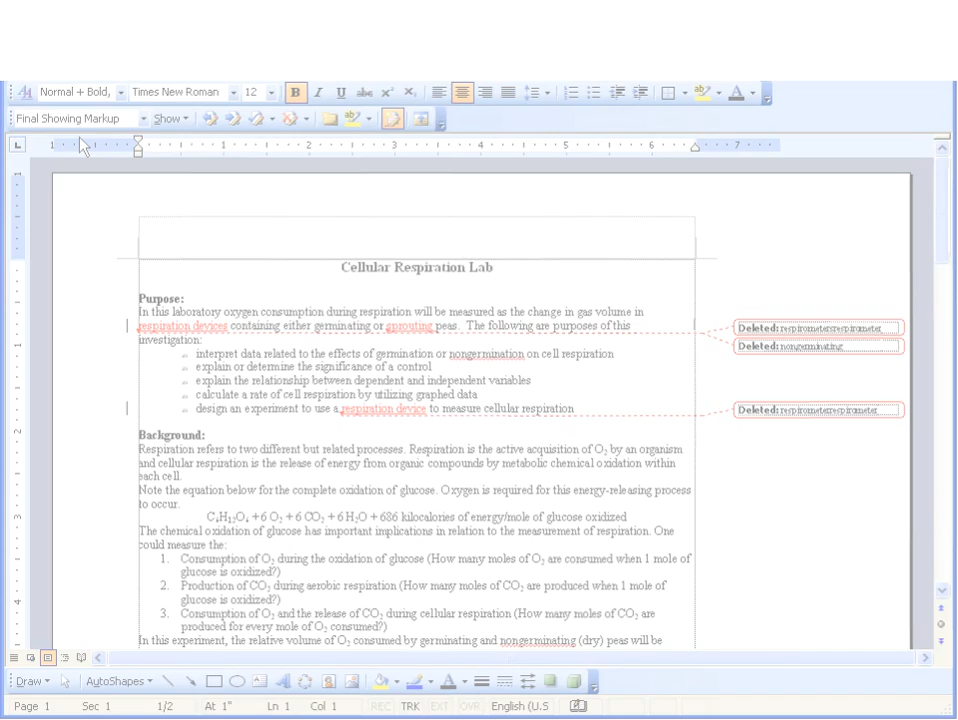 Normal + Bold, Times New Roman 12 B I U abc x² x₂
Final Showing Markup Show
1 1 2 3 4 5 6 7
Cellular Respiration Lab
Purpose:
In this laboratory oxygen consumption during respiration will be measured as the change in gas volume in
respiration devices containing either germinating or sprouting peas. The following are purposes of this
Deleted: respirometersrespirometer
investigation:
Deleted: nongerminating
interpret data related to the effects of germination or nongermination on cell respiration
explain or determine the significance of a control
explain the relationship between dependent and independent variables
calculate a rate of cell respiration by utilizing graphed data
design an experiment to use a respiration device to measure cellular respiration
Deleted: respirometerrespirometer
Background:
Respiration refers to two different but related processes. Respiration is the active acquisition of O₂ by an organism
and cellular respiration is the release of energy from organic compounds by metabolic chemical oxidation within
each cell.
Note the equation below for the complete oxidation of glucose. Oxygen is required for this energy-releasing process
to occur.
+ 6 O₂ + 6 CO₂ + 6 H₂O + 686 kilocalories of energy/mole of glucose oxidized
The chemical oxidation of glucose has important implications in relation to the measurement of respiration. One
could measure the:
1. Consumption of O₂ during the oxidation of glucose (How many moles of O₂ are consumed when 1 mole of
glucose is oxidized?)
2. Production of CO₂ during aerobic respiration (How many moles of CO₂ are produced when 1 mole of
glucose is oxidized?)
3. Consumption of O₂ and the release of CO₂ during cellular respiration (How many moles of CO₂ are
produced for every mole of O₂ consumed?)
In this experiment, the relative volume of O₂ consumed by germinating and nongerminating (dry) peas will be
Draw AutoShapes
Page 1 Sec 1 1/2 At 1" Ln 1 Col 1 REC TRK EXT OVR English (U.S